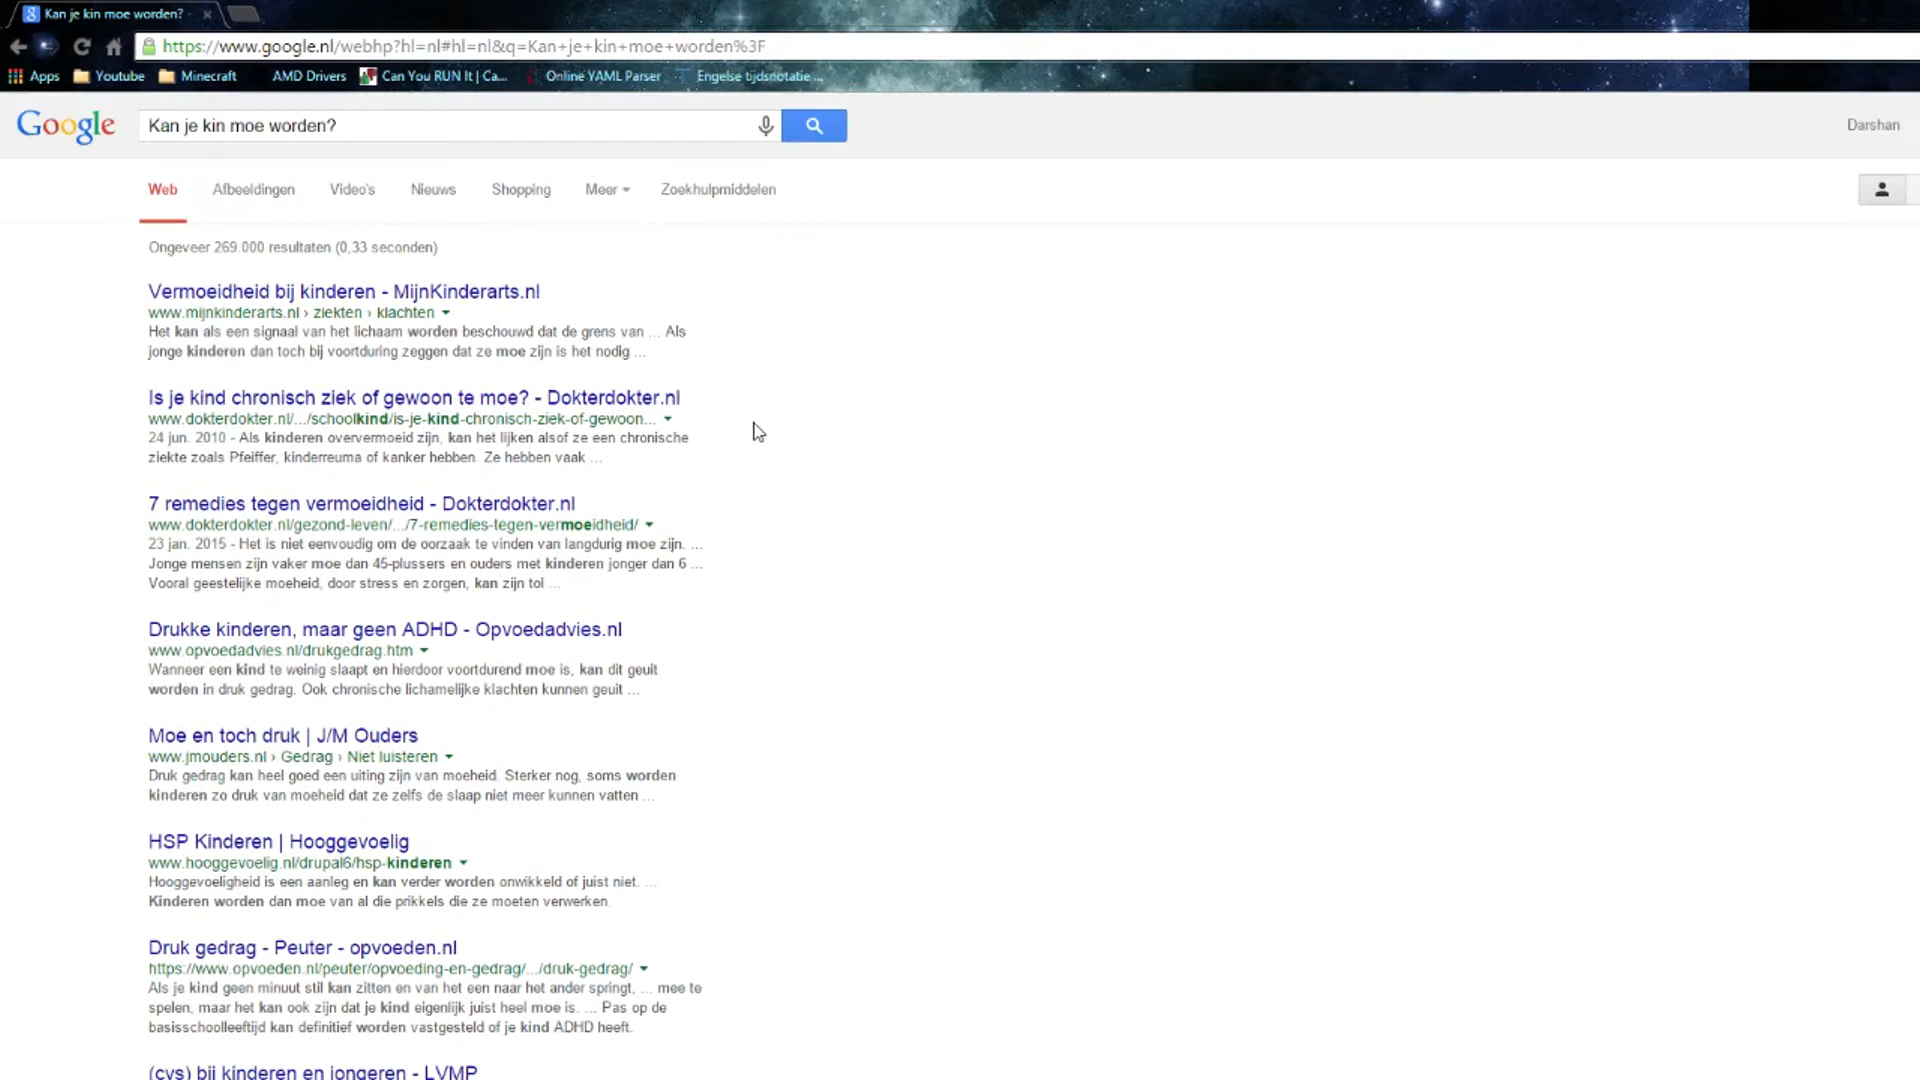 Kan je kin moe worden? -
https://www.google.nl/webhp?hl=nl#hl=nl&q=Kan+je+kin+moe+worden%3F
Apps Youtube Minecraft AMD Drivers Can You RUN It | Ca... Online YAML Parser Engelse tijdsnotatie ...
Google Kan je kin moe worden? Darshan
Web Afbeeldingen Video's Nieuws Shopping Meer Zoekhulpmiddelen
Ongeveer 269.000 resultaten (0,33 seconden)
Vermoeidheid bij kinderen - MijnKinderarts.nl
www.mijnkinderarts.nl › ziekten › klachten
Het kan als een signaal van het lichaam worden beschouwd dat de grens van ... Als
jonge kinderen dan toch bij voortduring zeggen dat ze moe zijn is het nodig ...
Is je kind chronisch ziek of gewoon te moe? - Dokterdokter.nl
www.dokterdokter.nl/.../schoolkind/is-je-kind-chronisch-ziek-of-gewoon...
24 jun. 2010 - Als kinderen oververmoeid zijn, kan het lijken alsof ze een chronische
ziekte zoals Pfeiffer, kinderreuma of kanker hebben. Ze hebben vaak ...
7 remedies tegen vermoeidheid - Dokterdokter.nl
www.dokterdokter.nl/gezond-leven/.../7-remedies-tegen-vermoeidheid/
23 jan. 2015 - Het is niet eenvoudig om de oorzaak te vinden van langdurig moe zijn. ...
Jonge mensen zijn vaker moe dan 45-plussers en ouders met kinderen jonger dan 6 ...
Vooral geestelijke moeheid, door stress en zorgen, kan zijn tol ...
Drukke kinderen, maar geen ADHD - Opvoedadvies.nl
www.opvoedadvies.nl/drukgedrag.htm
Wanneer een kind te weinig slaapt en hierdoor voortdurend moe is, kan dit geuit
worden in druk gedrag. Ook chronische lichamelijke klachten kunnen geuit ...
Moe en toch druk | J/M Ouders
www.jmouders.nl › Gedrag › Niet luisteren
Druk gedrag kan heel goed een uiting zijn van moeheid. Sterker nog, soms worden
kinderen zo druk van moeheid dat ze zelfs de slaap niet meer kunnen vatten ...
HSP Kinderen | Hooggevoelig
www.hooggevoelig.nl/drupal6/hsp-kinderen
Hooggevoeligheid is een aanleg en kan verder worden onwikkeld of juist niet. ...
Kinderen worden dan moe van al die prikkels die ze moeten verwerken.
Druk gedrag - Peuter - opvoeden.nl
https://www.opvoeden.nl/peuter/opvoeding-en-gedrag/.../druk-gedrag/
Als je kind geen minuut stil kan zitten en van het een naar het ander springt, ... mee te
spelen, maar het kan ook zijn dat je kind eigenlijk juist heel moe is. ... Pas op de
basisschoolleeftijd kan definitief worden vastgesteld of je kind ADHD heeft.
(cvs) bij kinderen en jongeren - LVMP